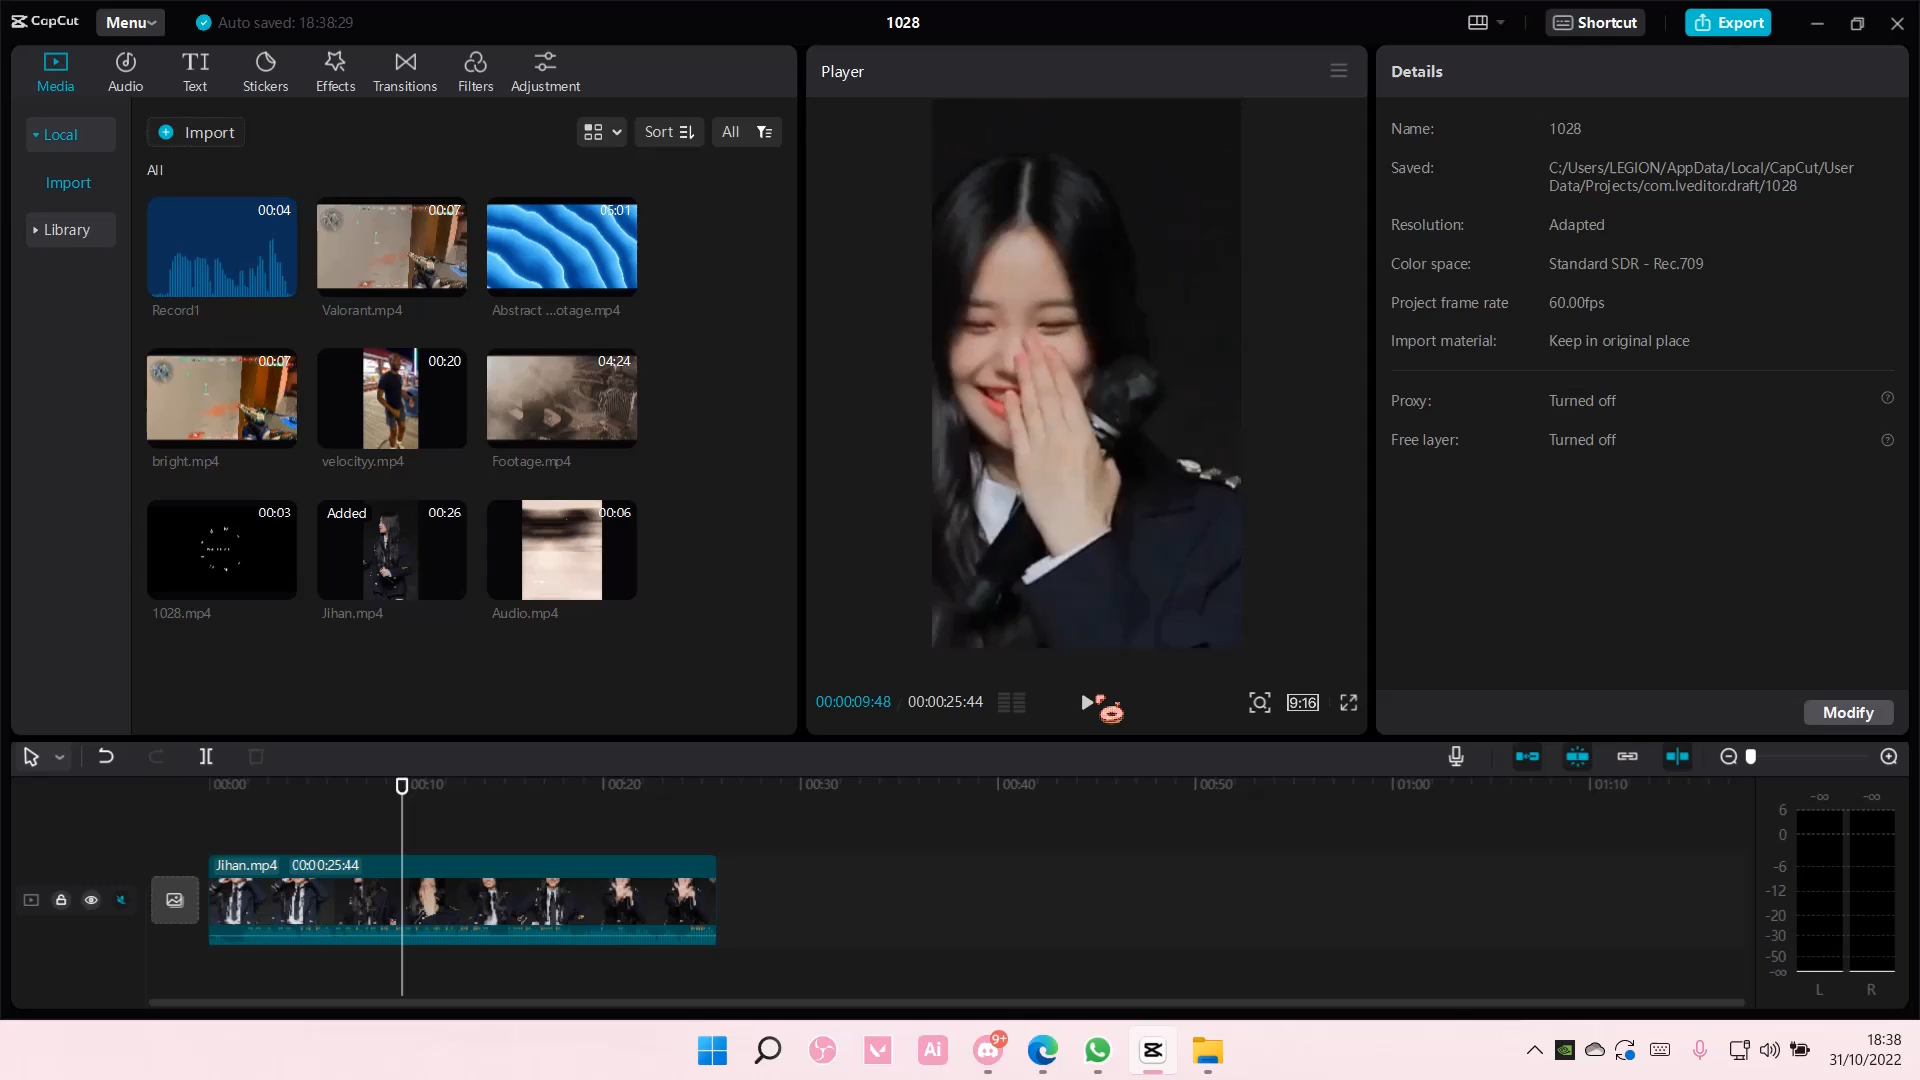 CapCut
Menu
Auto saved: 18:38:29
1028
Shortcut
Export
Media
Audio
TI
Text
Stickers
Effects
Transitions
Filters
Adjustment
Local
Import
Library
Import
Sort
All
All
00:04
Record1
00:07
Valorant.mp4
05:01
Abstract ...otage.mp4
00:07
bright.mp4
00:20
velocityy.mp4
04:24
Footage.mp4
00:03
1028.mp4
Added
00:26
Jihan.mp4
00:06
Audio.mp4
Player
00:00:09:48 / 00:00:25:44
9:16
Details
Name: 1028
Saved: C:/Users/LEGION/AppData/Local/CapCut/User
Data/Projects/com.lveditor.draft/1028
Resolution: Adapted
Color space: Standard SDR - Rec.709
Project frame rate 60.00fps
Import material: Keep in original place
Proxy: Turned off
Free layer: Turned off
Modify
00:00
00:10
00:20
00:30
00:40
00:50
01:00
01:10
Jihan.mp4 00:00:25:44
-∞ -∞
6
0
-6
-12
-20
-30
-50
-∞
L R
Ai
9+
18:38
31/10/2022